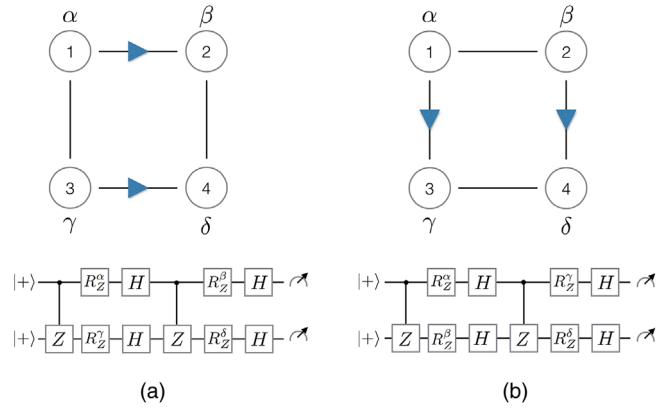 α β α β
1 2 1 2
3 4 3 4
γ δ γ δ
|+⟩ R_Z^α H R_Z^β H |+⟩ R_Z^α H R_Z^γ H
|+⟩ Z R_Z^γ H Z R_Z^δ H |+⟩ Z R_Z^β H Z R_Z^δ H
(a) (b)